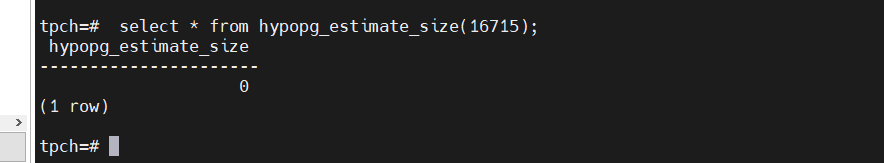 tpch=#  select * from hypopg_estimate_size(16715);
 hypopg_estimate_size
----------------------
                    0
(1 row)
tpch=#